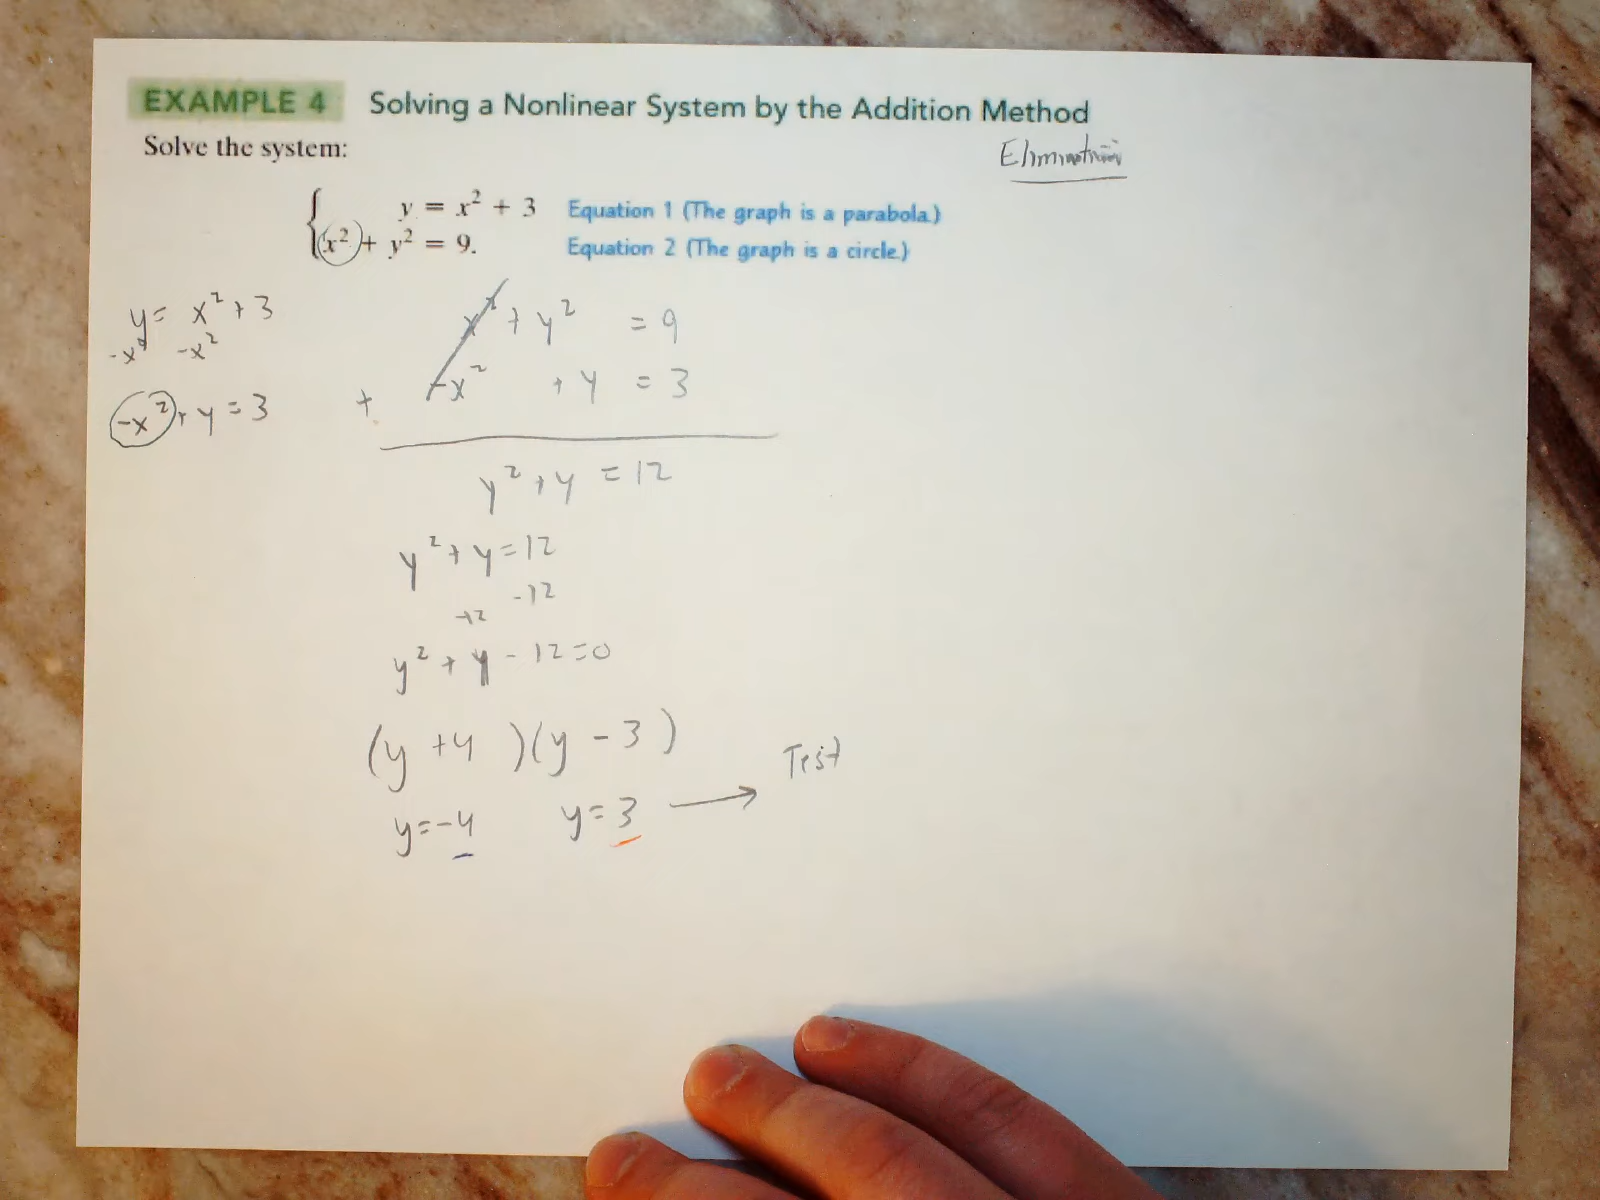 EXAMPLE 4 Solving a Nonlinear System by the Addition Method
Solve the system:
Elimination
y = x² + 3 Equation 1 (The graph is a parabola.)
x² + y² = 9. Equation 2 (The graph is a circle.)
y = x² + 3
-x² -x²
-x² + y = 3
x² + y² = 9
+ -x² + y = 3
y² + y = 12
y² + y = 12
-12 -12
y² + y - 12 = 0
(y + 4 )(y - 3 )
Test
y = -4 y = 3 →